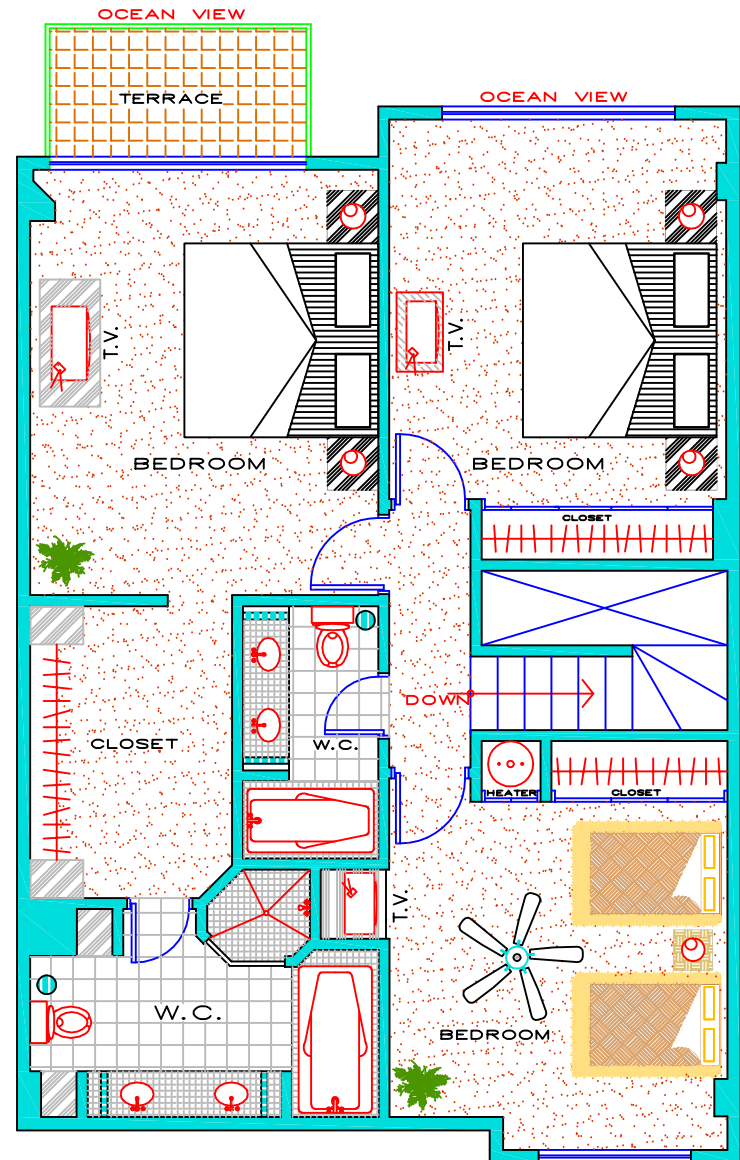 OCEAN VIEW
TERRACE
OCEAN VIEW
T.V.
T.V.
BEDROOM
BEDROOM
CLOSET
DOWN
CLOSET
W.C.
HEATER
CLOSET
T.V.
W.C.
BEDROOM